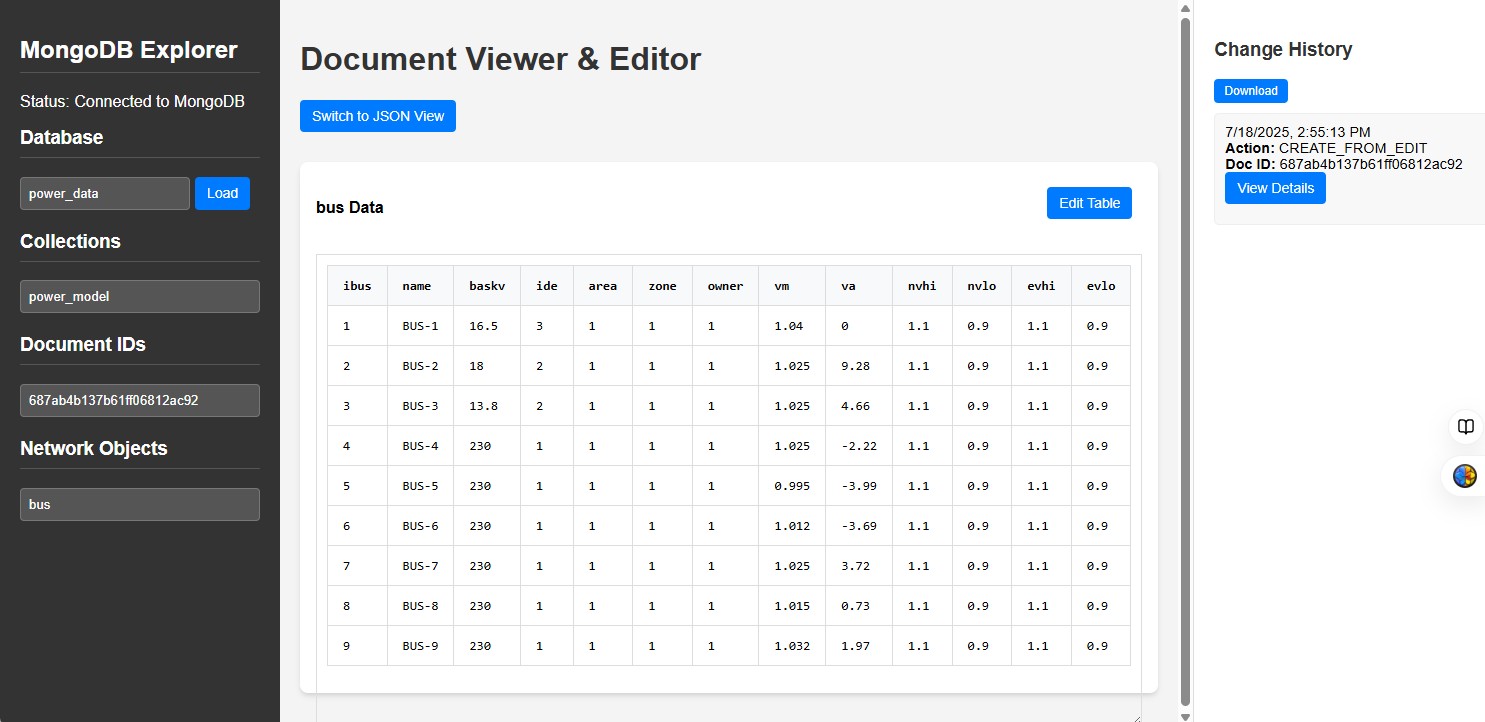 MongoDB Explorer
Status: Connected to MongoDB
Database
power_data Load
Collections
power_model
Document IDs
687ab4b137b61ff06812ac92
Network Objects
bus
Document Viewer & Editor
Switch to JSON View
bus Data
Edit Table
ibus name baskv ide area zone owner vm va nvhi nvlo evhi evlo
1 BUS-1 16.5 3 1 1 1 1.04 0 1.1 0.9 1.1 0.9
2 BUS-2 18 2 1 1 1 1.025 9.28 1.1 0.9 1.1 0.9
3 BUS-3 13.8 2 1 1 1 1.025 4.66 1.1 0.9 1.1 0.9
4 BUS-4 230 1 1 1 1 1.025 -2.22 1.1 0.9 1.1 0.9
5 BUS-5 230 1 1 1 1 0.995 -3.99 1.1 0.9 1.1 0.9
6 BUS-6 230 1 1 1 1 1.012 -3.69 1.1 0.9 1.1 0.9
7 BUS-7 230 1 1 1 1 1.025 3.72 1.1 0.9 1.1 0.9
8 BUS-8 230 1 1 1 1 1.015 0.73 1.1 0.9 1.1 0.9
9 BUS-9 230 1 1 1 1 1.032 1.97 1.1 0.9 1.1 0.9
Change History
Download
7/18/2025, 2:55:13 PM
Action: CREATE_FROM_EDIT
Doc ID: 687ab4b137b61ff06812ac92
View Details